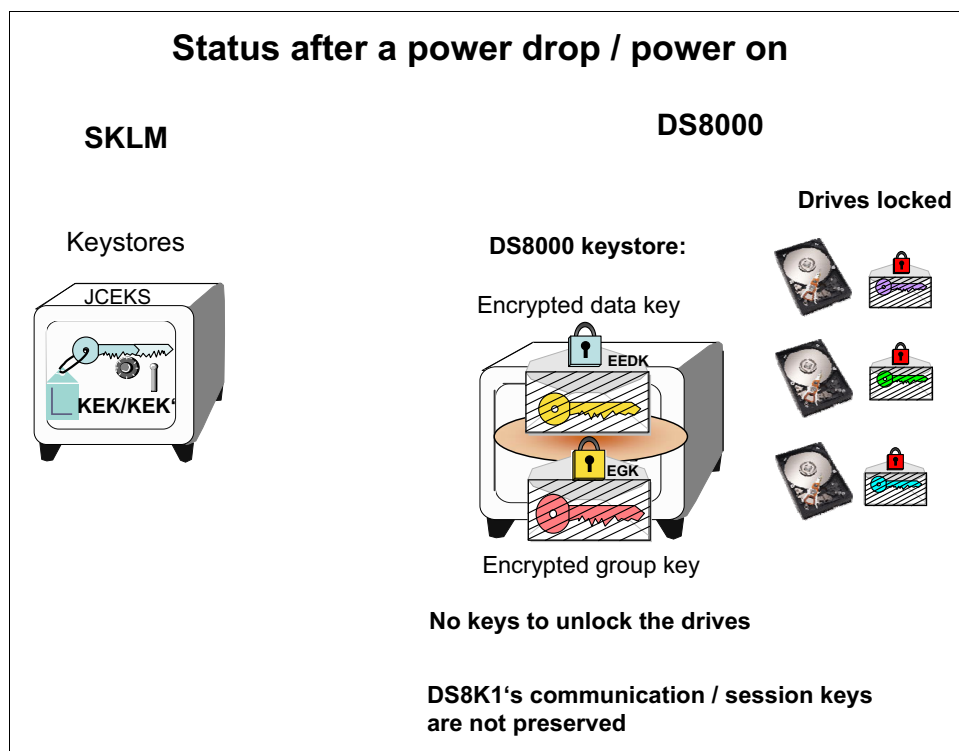 Status after a power drop / power on
SKLM
DS8000
Drives locked
Keystores
DS8000 keystore:
JCEKS
Encrypted data key
EEDK
KEK/KEK‘
EGK
Encrypted group key
No keys to unlock the drives
DS8K1‘s communication / session keys
are not preserved